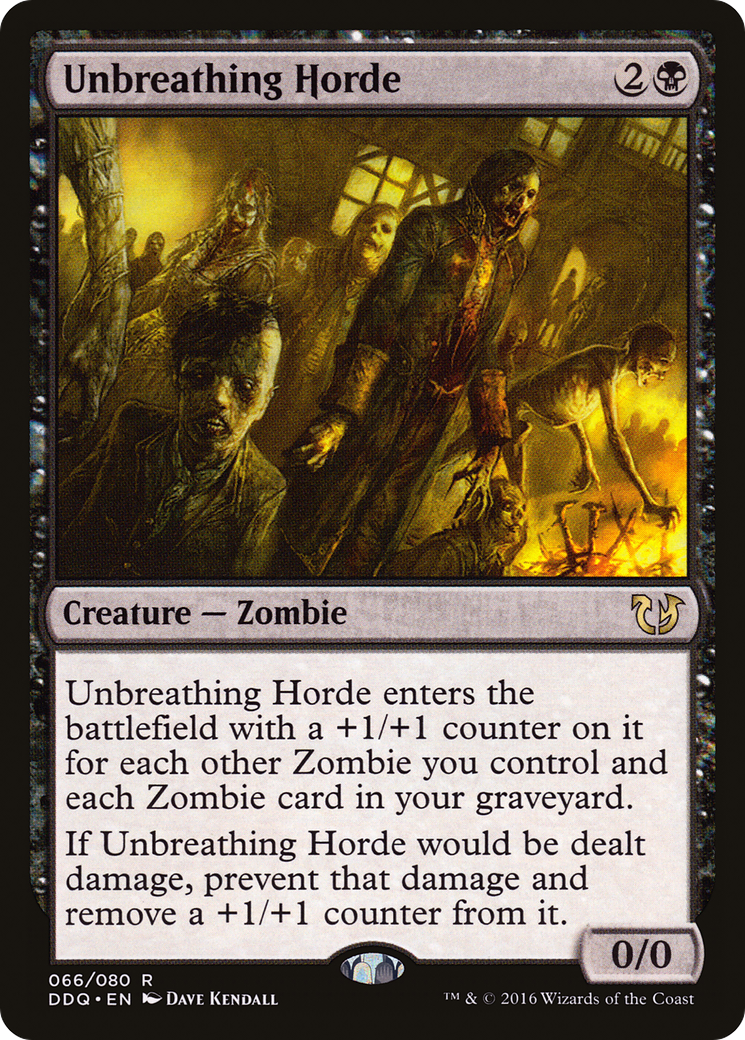 Unbreathing Horde 2
Creature — Zombie
Unbreathing Horde enters the
battlefield with a +1/+1 counter on it
for each other Zombie you control and
each Zombie card in your graveyard.
If Unbreathing Horde would be dealt
damage, prevent that damage and
remove a +1/+1 counter from it.
0/0
066/080 R
DDQ • EN Dave Kendall
™ & © 2016 Wizards of the Coast